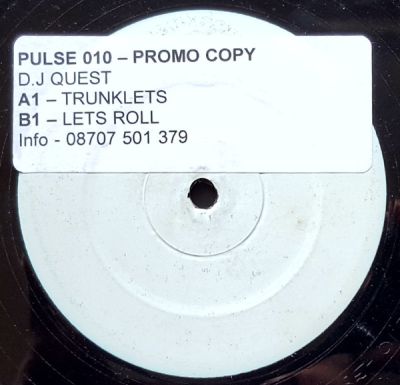 PULSE 010 – PROMO COPY
D.J QUEST
A1 – TRUNKLETS
B1 – LETS ROLL
Info - 08707 501 379